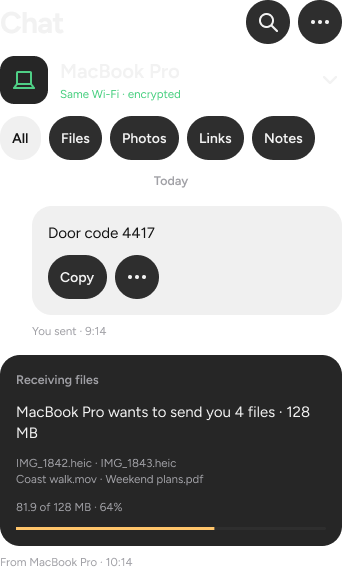 Chat
MacBook Pro
Same Wi-Fi · encrypted
All Files Photos Links Notes
Today
Door code 4417
Copy
You sent · 9:14
Receiving files
MacBook Pro wants to send you 4 files · 128
MB
IMG_1842.heic · IMG_1843.heic
Coast walk.mov · Weekend plans.pdf
81.9 of 128 MB · 64%
From MacBook Pro · 10:14